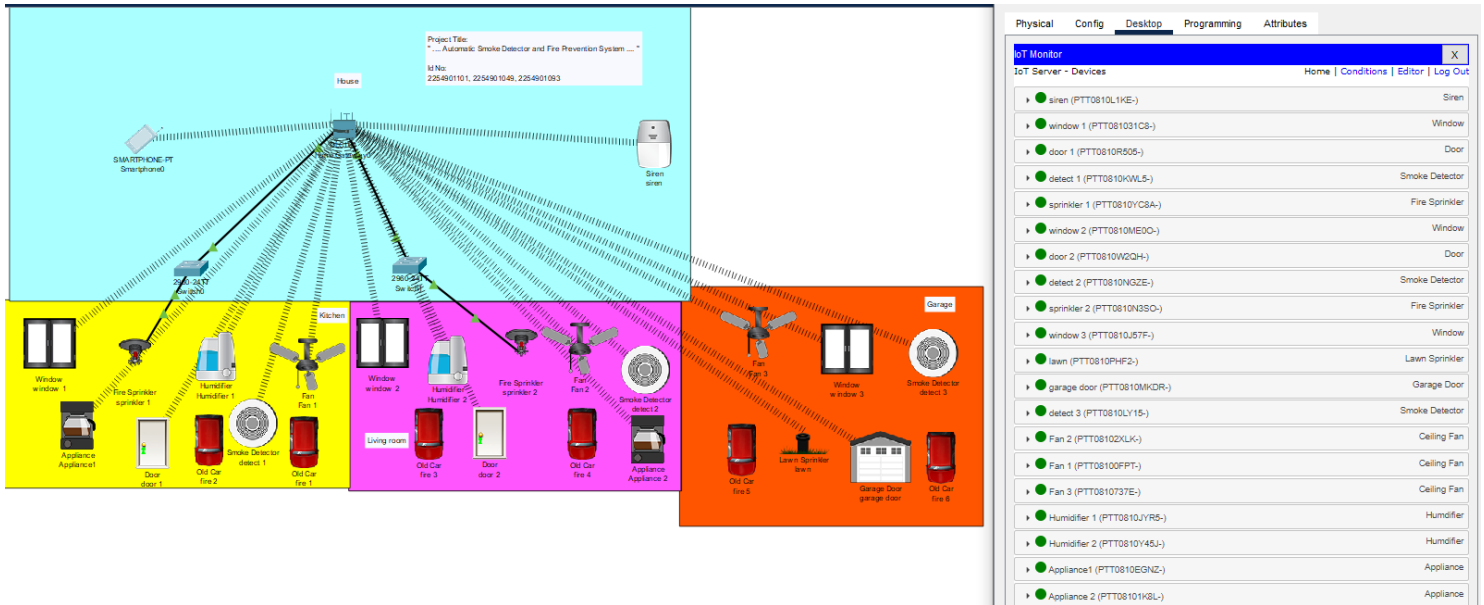 Project Title:
" .... Automatic Smoke Detector and Fire Prevention System .... "
Id No:
2254901101, 2254901049, 2254901093
House
SMARTPHONE-PT
Smartphone0
Siren
siren
2960-24TT
Switch0
2960-24TT
Kitchen
Garage
Window
window 1
Fire Sprinkler
sprinkler 1
Humidifier
Humidifier 1
Fan
Fan 1
Window
window 2
Humidifier
Humidifier 2
Fire Sprinkler
sprinkler 2
Fan
Fan 2
Smoke Detector
detect 2
Fan
Fan 3
Window
window 3
Smoke Detector
detect 3
Appliance
Appliance1
Door
door 1
Old Car
fire 2
Smoke Detector
detect 1
Old Car
fire 1
Living room
Old Car
fire 3
Door
door 2
Old Car
fire 4
Appliance
Appliance 2
Old Car
fire 5
Lawn Sprinkler
lawn
Garage Door
garage door
Old Car
fire 6
Physical Config Desktop Programming Attributes
IoT Monitor X
IoT Server - Devices Home | Conditions | Editor | Log Out
siren (PTT0810L1KE-) Siren
window 1 (PTT081031C8-) Window
door 1 (PTT0810R505-) Door
detect 1 (PTT0810KWL5-) Smoke Detector
sprinkler 1 (PTT0810YC8A-) Fire Sprinkler
window 2 (PTT0810ME0O-) Window
door 2 (PTT0810W2QH-) Door
detect 2 (PTT0810NGZE-) Smoke Detector
sprinkler 2 (PTT0810N3SO-) Fire Sprinkler
window 3 (PTT0810J57F-) Window
lawn (PTT0810PHF2-) Lawn Sprinkler
garage door (PTT0810MKDR-) Garage Door
detect 3 (PTT0810LY15-) Smoke Detector
Fan 2 (PTT08102XLK-) Ceiling Fan
Fan 1 (PTT08100FPT-) Ceiling Fan
Fan 3 (PTT0810737E-) Ceiling Fan
Humidifier 1 (PTT0810JYR5-) Humdifier
Humidifier 2 (PTT0810Y45J-) Humdifier
Appliance1 (PTT0810EGNZ-) Appliance
Appliance 2 (PTT08101K8L-) Appliance